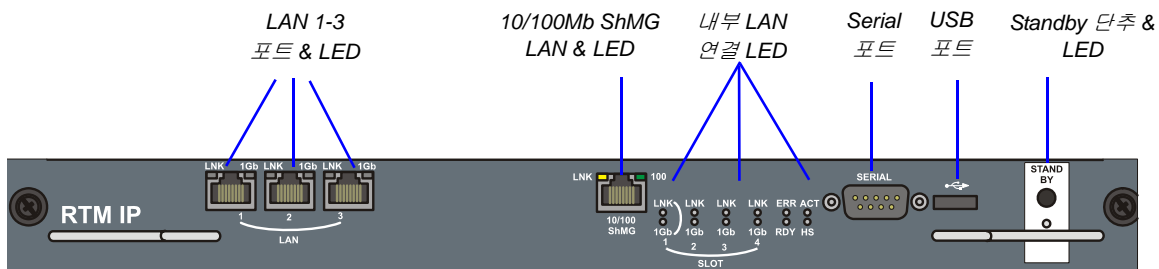 LAN 1-3
포트 & LED
10/100Mb ShMG
LAN & LED
내부 LAN
연결 LED
Serial
포트
USB
포트
Standby 단추 &
LED
LNK 1Gb LNK 1Gb LNK 1Gb
LNK 100
SERIAL
STAND
BY
RTM IP
1 2 3
LAN
10/100
ShMG
LNK LNK LNK LNK ERR ACT
1Gb 1Gb 1Gb 1Gb RDY HS
1 2 3 4
SLOT